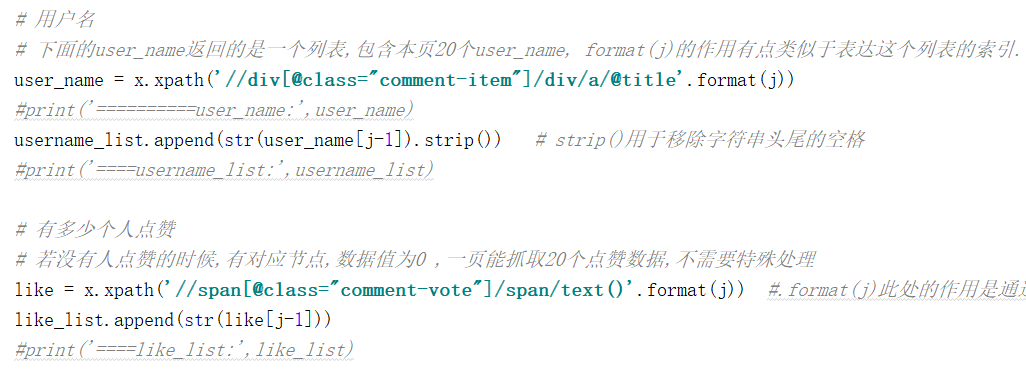 # 用户名
# 下面的user_name返回的是一个列表,包含本页20个user_name, format(j)的作用有点类似于表达这个列表的索引.
user_name = x.xpath('//div[@class="comment-item"]/div/a/@title'.format(j))
#print('==========user_name:',user_name)
username_list.append(str(user_name[j-1]).strip())   # strip()用于移除字符串头尾的空格
#print('====username_list:',username_list)
# 有多少个人点赞
# 若没有人点赞的时候,有对应节点,数据值为0 ,一页能抓取20个点赞数据,不需要特殊处理
like = x.xpath('//span[@class="comment-vote"]/span/text()'.format(j))  #.format(j)此处的作用是通
like_list.append(str(like[j-1]))
#print('====like_list:',like_list)